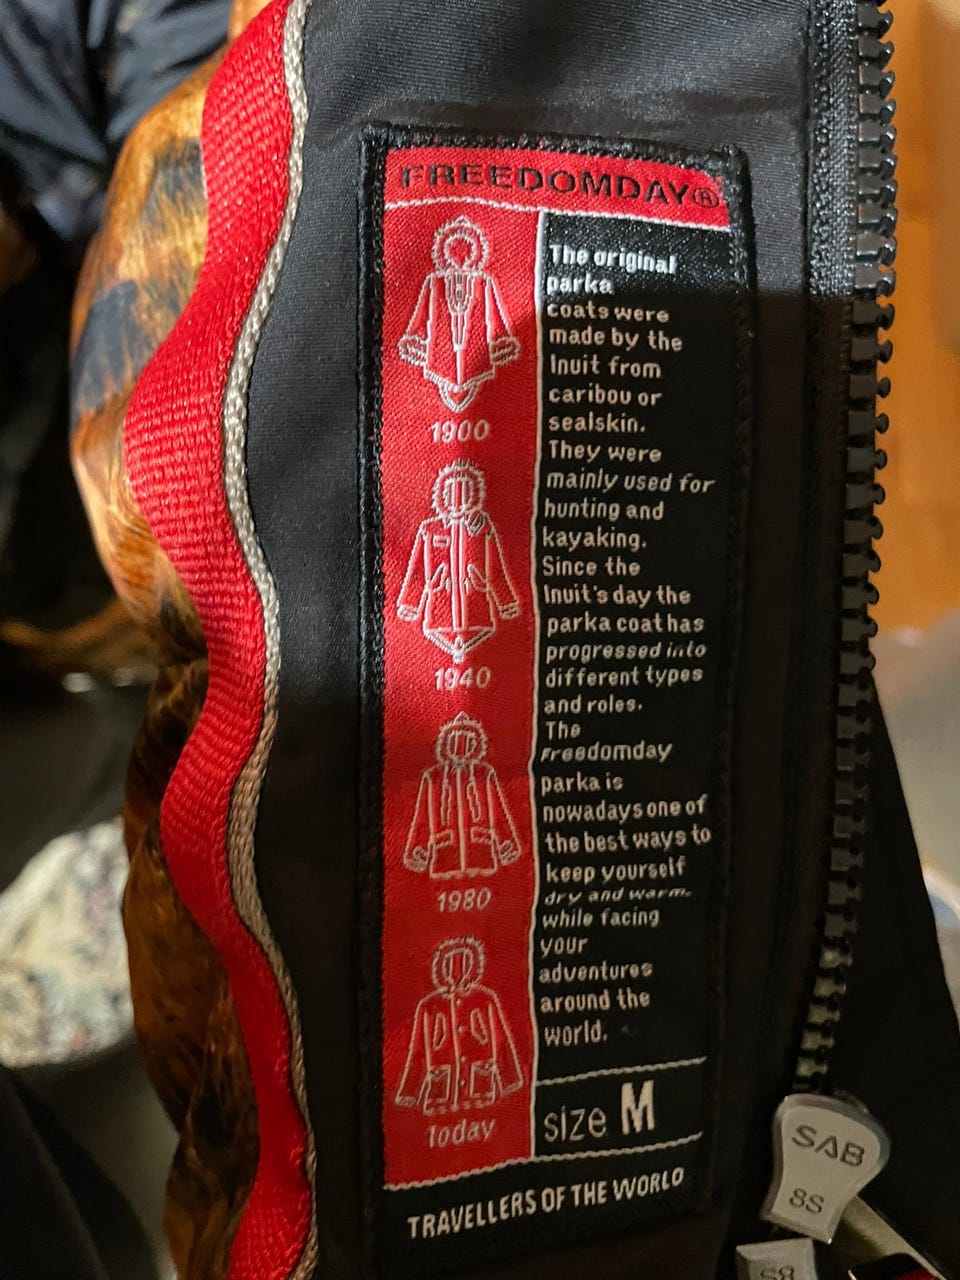 FREEDOMDAY®
1900
1940
1980
Today
The original
parka
coats were
made by the
Inuit from
caribou or
sealskin.
They were
mainly used for
hunting and
kayaking.
Since the
Inuit's day the
parka coat has
progressed into
different types
and roles.
The
Freedomday
parka is
nowadays one of
the best ways to
keep yourself
dry and warm.
while facing
your
adventures
around the
world.
size M
TRAVELLERS OF THE WORLD
SAB
8S
S8